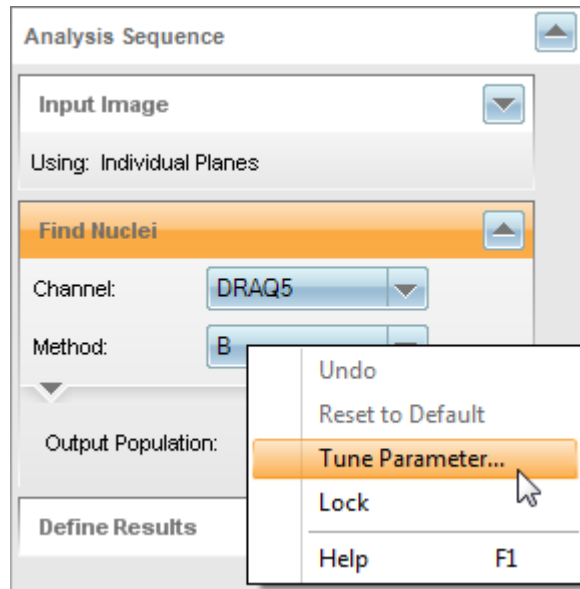 Analysis Sequence
Input Image
Using: Individual Planes
Find Nuclei
Channel: DRAQ5
Method: B
Undo
Reset to Default
Output Population:
Tune Parameter...
Lock
Define Results
Help F1